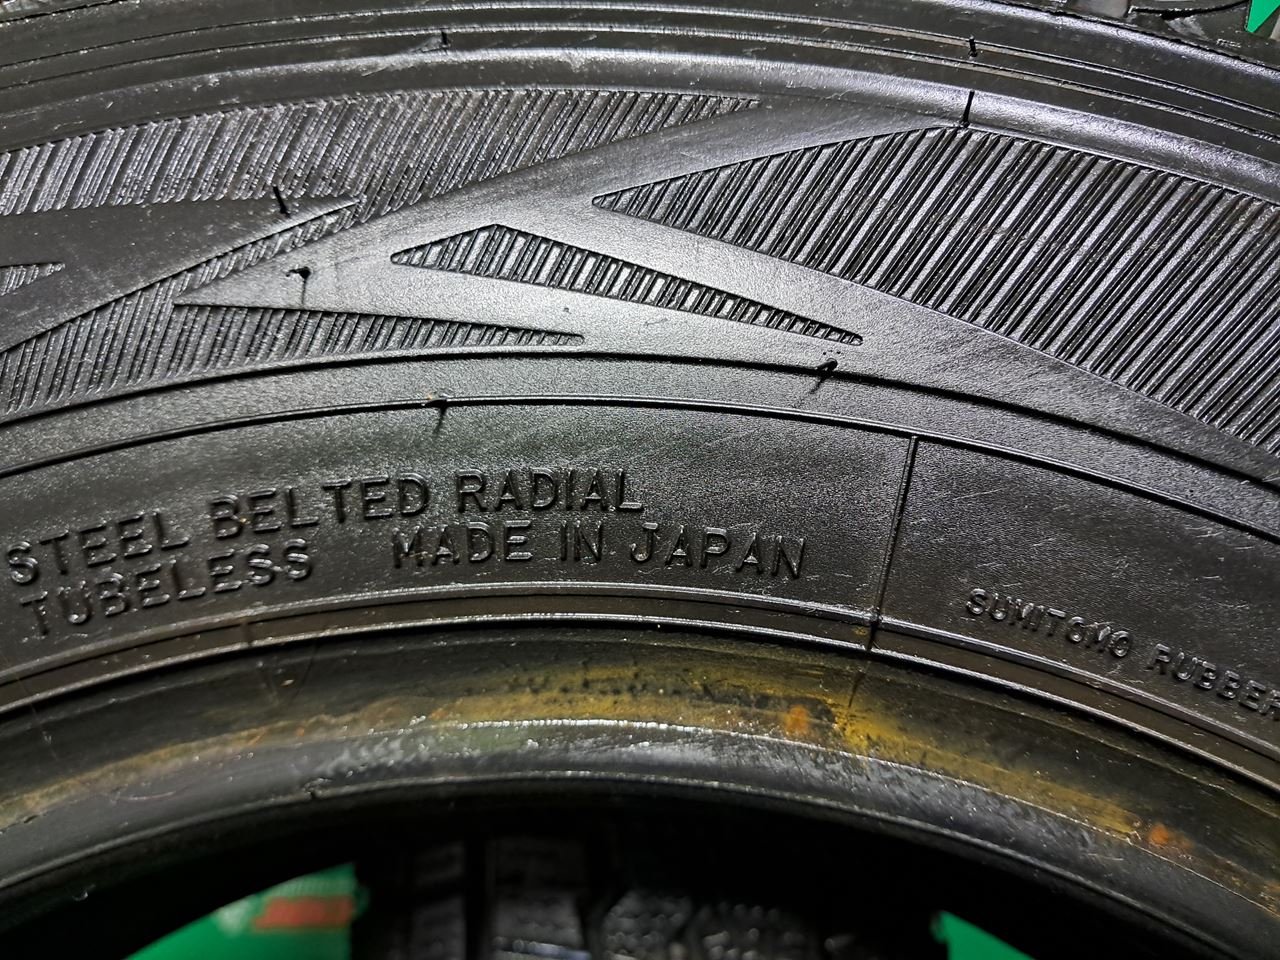 STEEL BELTED RADIAL
TUBELESS MADE IN JAPAN
SUMITOMO RUBBER